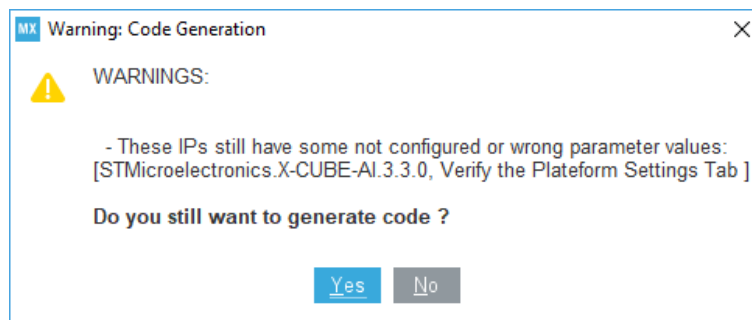 MX Warning: Code Generation
WARNINGS:
- These IPs still have some not configured or wrong parameter values:
[STMicroelectronics.X-CUBE-AI.3.3.0, Verify the Plateform Settings Tab ]
Do you still want to generate code ?
Yes No